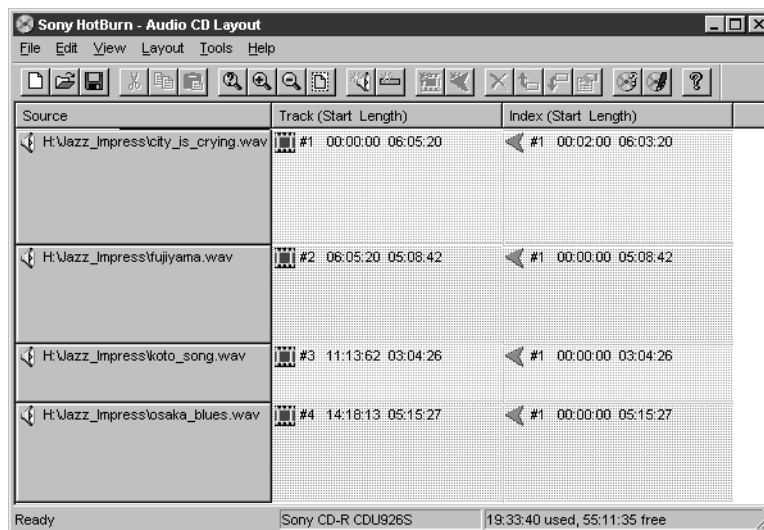 Sony HotBurn - Audio CD Layout
File Edit View Layout Tools Help
Source Track (Start Length) Index (Start Length)
H:\Jazz_Impress\city_is_crying.wav #1 00:00:00 06:05:20 #1 00:02:00 06:03:20
H:\Jazz_Impress\fujiyama.wav #2 06:05:20 05:08:42 #1 00:00:00 05:08:42
H:\Jazz_Impress\koto_song.wav #3 11:13:62 03:04:26 #1 00:00:00 03:04:26
H:\Jazz_Impress\osaka_blues.wav #4 14:18:13 05:15:27 #1 00:00:00 05:15:27
Ready Sony CD-R CDU926S 19:33:40 used, 55:11:35 free